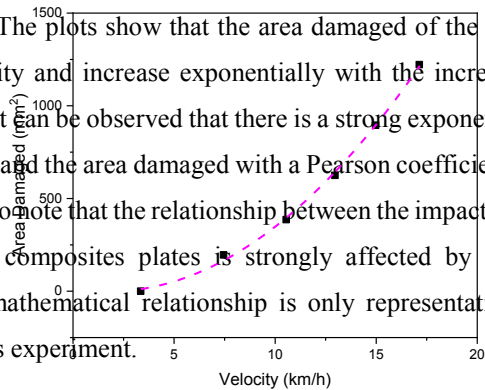 The plots show that the area damaged of the
ity and increase exponentially with the incre
t can be observed that there is a strong expone
and the area damaged with a Pearson coefficie
o note that the relationship between the impact
composites plates is strongly affected by
mathematical relationship is only representati
s experiment.
1500
1000
500
0
Area Damaged (mm²)
0 5 10 15 20
Velocity (km/h)